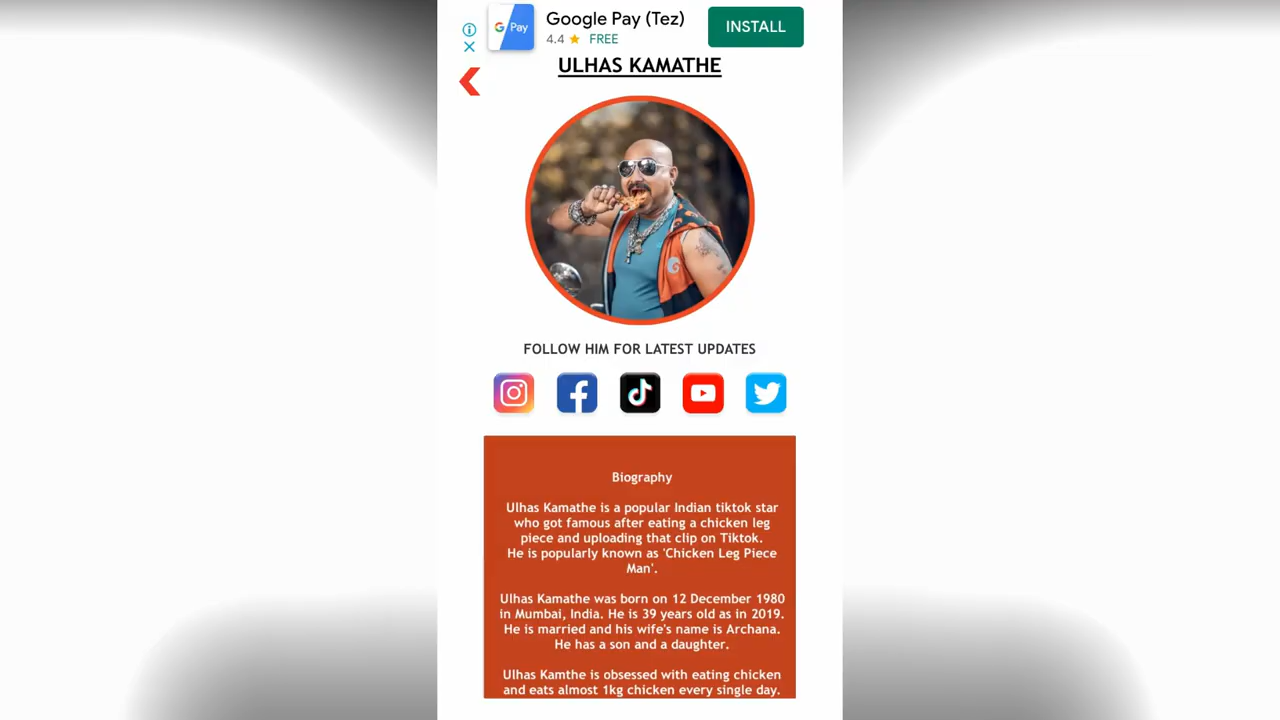 Google Pay (Tez)
G Pay
4.4 ★ FREE
INSTALL
ULHAS KAMATHE
FOLLOW HIM FOR LATEST UPDATES
Biography
Ulhas Kamathe is a popular Indian tiktok star
who got famous after eating a chicken leg
piece and uploading that clip on Tiktok.
He is popularly known as 'Chicken Leg Piece
Man'.
Ulhas Kamathe was born on 12 December 1980
in Mumbai, India. He is 39 years old as in 2019.
He is married and his wife's name is Archana.
He has a son and a daughter.
Ulhas Kamthe is obsessed with eating chicken
and eats almost 1kg chicken every single day.